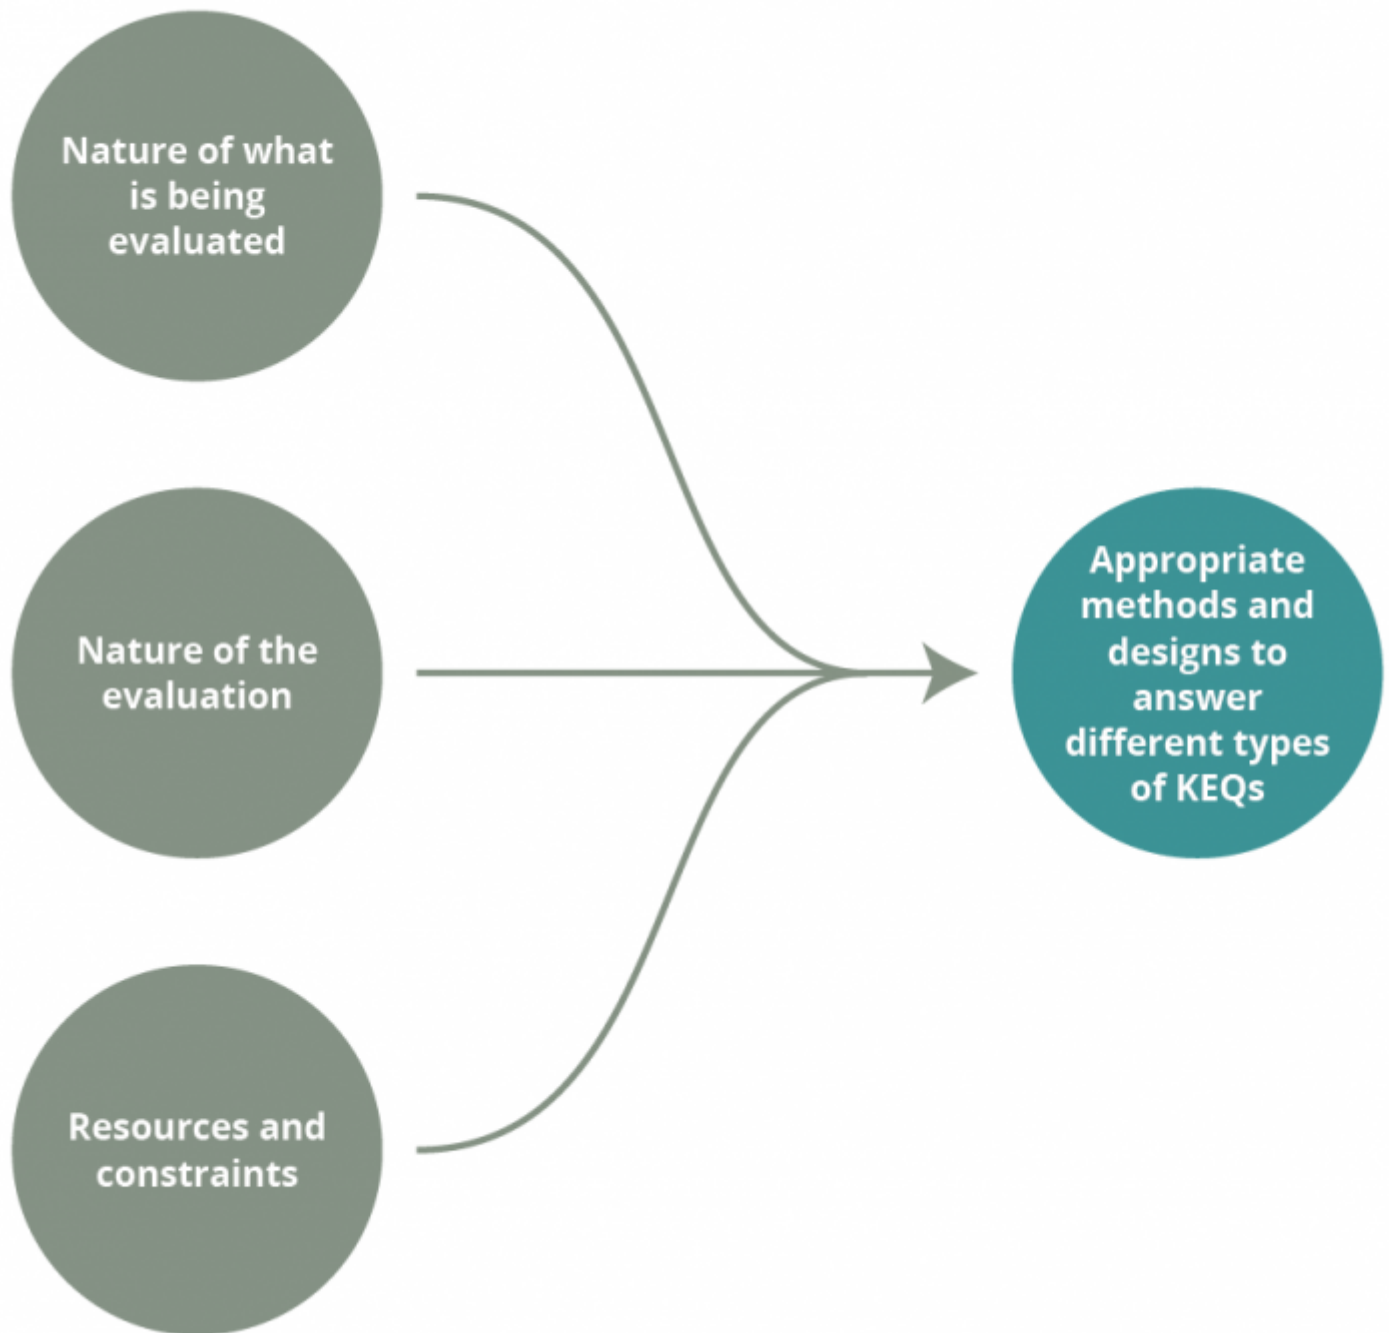 Nature of what
is being
evaluated
Nature of the
evaluation
Resources and
constraints
Appropriate
methods and
designs to
answer
different types
of KEQs